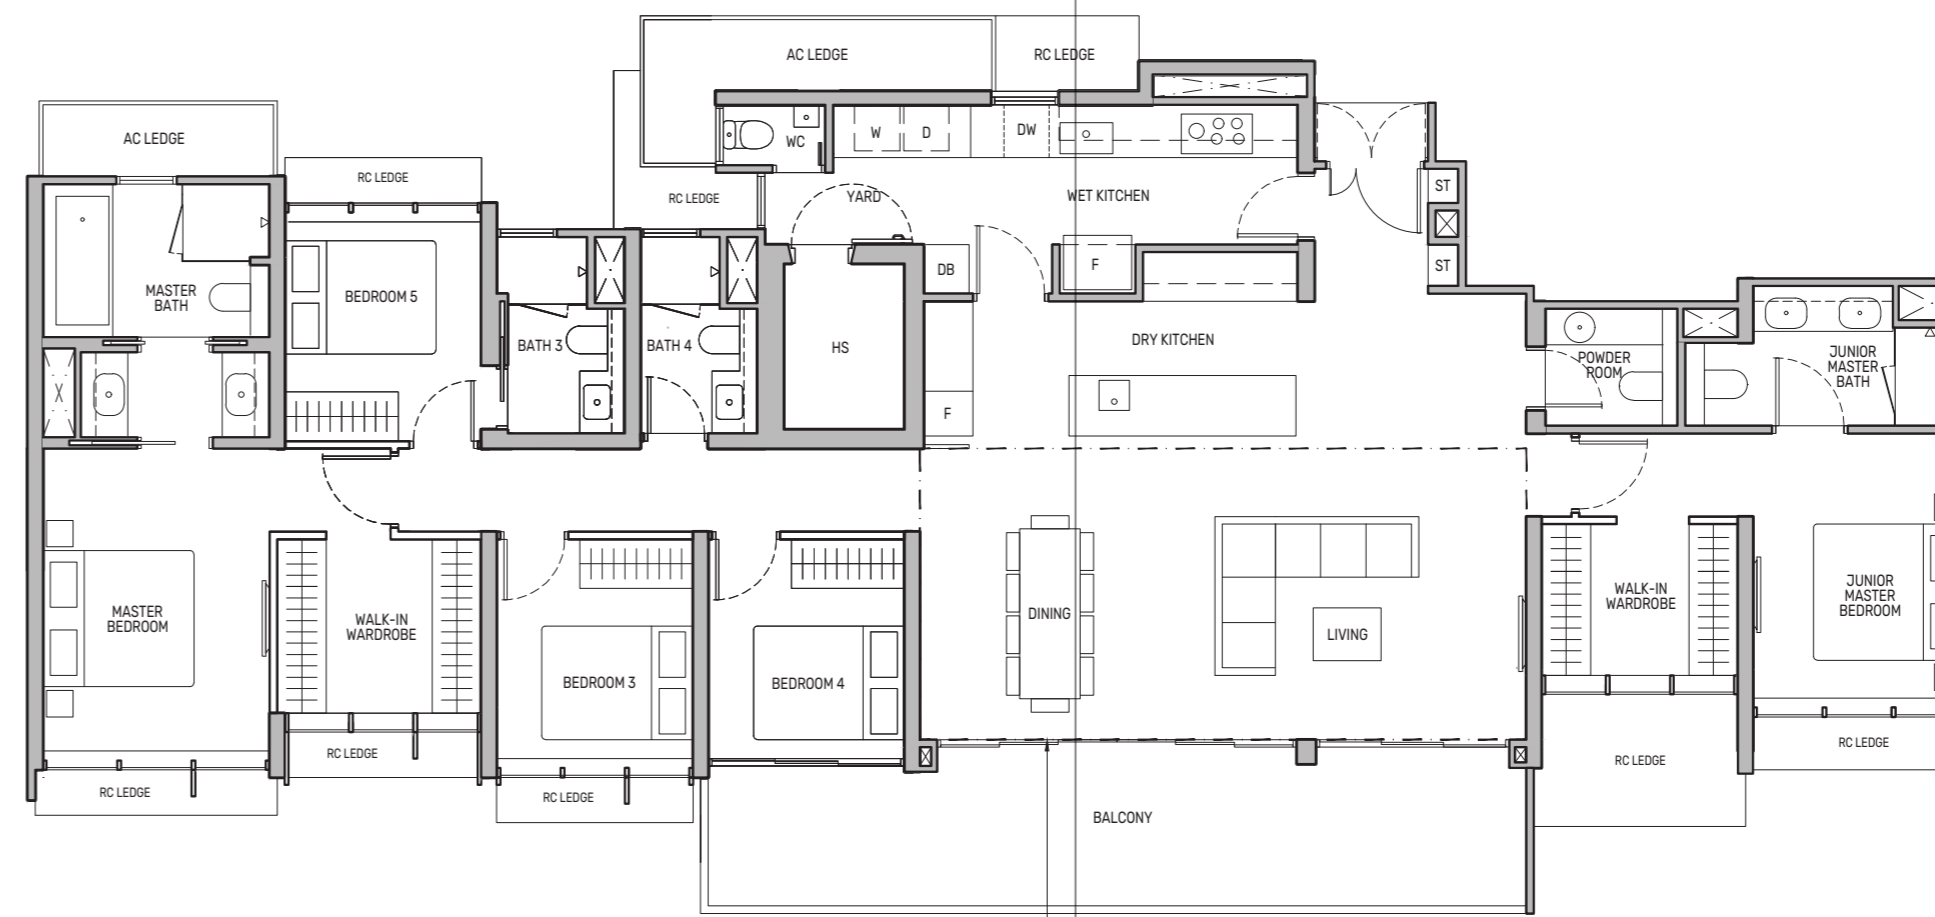 AC LEDGE
RC LEDGE
AC LEDGE
RC LEDGE
W
D
DW
WC
RC LEDGE
YARD
WET KITCHEN
ST
ST
MASTER
BATH
BEDROOM 5
DB
F
BATH 3
BATH 4
HS
DRY KITCHEN
F
POWDER
ROOM
JUNIOR
MASTER
BATH
MASTER
BEDROOM
WALK-IN
WARDROBE
BEDROOM 3
BEDROOM 4
DINING
LIVING
WALK-IN
WARDROBE
JUNIOR
MASTER
BEDROOM
RC LEDGE
RC LEDGE
RC LEDGE
BALCONY
RC LEDGE
RC LEDGE